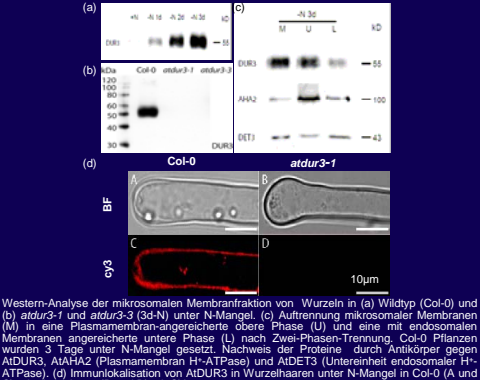 (a)
+N -N 1d -N 2d -N 3d kD
DUR3 55
(b) kDa Col-0 atdur3-1 atdur3-3
120
100
80
60
50
40
30
DUR3
c)
-N 3d
M U L kD
DUR3 55
AHA2 100
DET3 43
(d) Col-0 atdur3-1
BF A B
cy3 C D
10µm
Western-Analyse der mikrosomalen Membranfraktion von Wurzeln in (a) Wildtyp (Col-0) und
(b) atdur3-1 und atdur3-3 (3d-N) unter N-Mangel. (c) Auftrennung mikrosomaler Membranen
(M) in eine Plasmamembran-angereicherte obere Phase (U) und eine mit endosomalen
Membranen angereicherte untere Phase (L) nach Zwei-Phasen-Trennung. Col-0 Pflanzen
wurden 3 Tage unter N-Mangel gesetzt. Nachweis der Proteine durch Antikörper gegen
AtDUR3, AtAHA2 (Plasmamembran H⁺-ATPase) und AtDET3 (Untereinheit endosomaler H⁺-
ATPase). (d) Immunlokalisation von AtDUR3 in Wurzelhaaren unter N-Mangel in Col-0 (A und